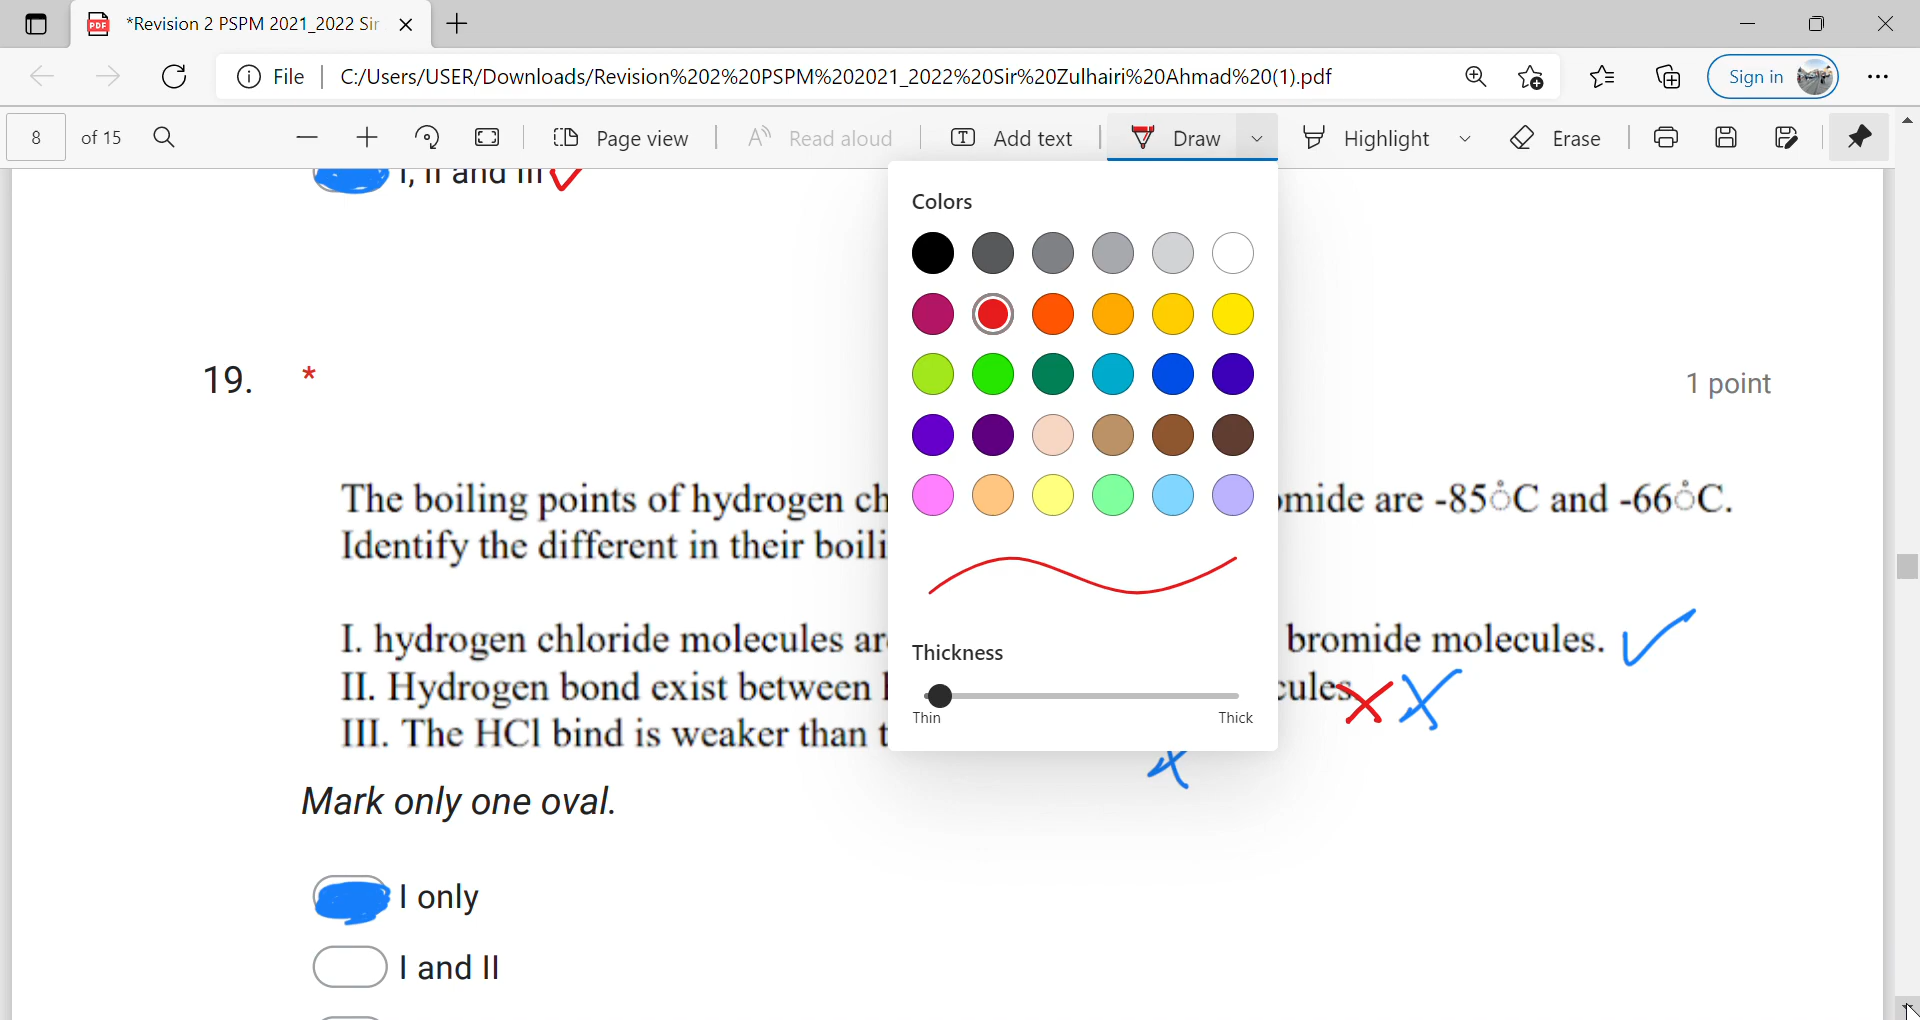 *Revision 2 PSPM 2021_2022 Sir
File
C:/Users/USER/Downloads/Revision%202%20PSPM%202021_2022%20Sir%20Zulhairi%20Ahmad%20(1).pdf
Sign in
8 of 15
Page view
Read aloud
Add text
Draw
Highlight
Erase
I, II and III
Colors
19. *
1 point
The boiling points of hydrogen ch omide are -85°C and -66°C.
Identify the different in their boili
I. hydrogen chloride molecules ar bromide molecules.
II. Hydrogen bond exist between cules
III. The HCl bind is weaker than t
Thickness
Thin
Thick
Mark only one oval.
I only
I and II